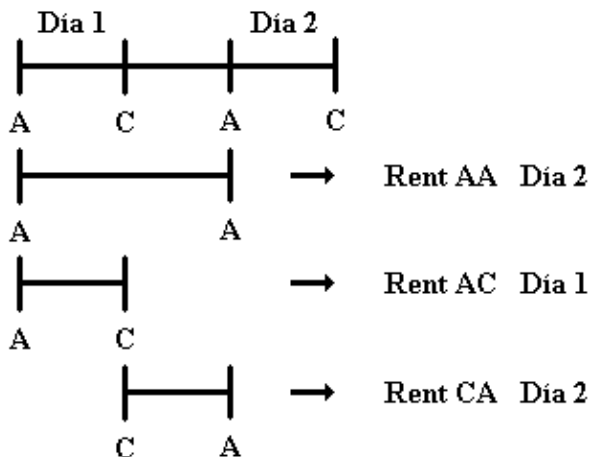 Día 1 Día 2
A C A C
Rent AA Día 2
A A
Rent AC Día 1
A C
Rent CA Día 2
C A